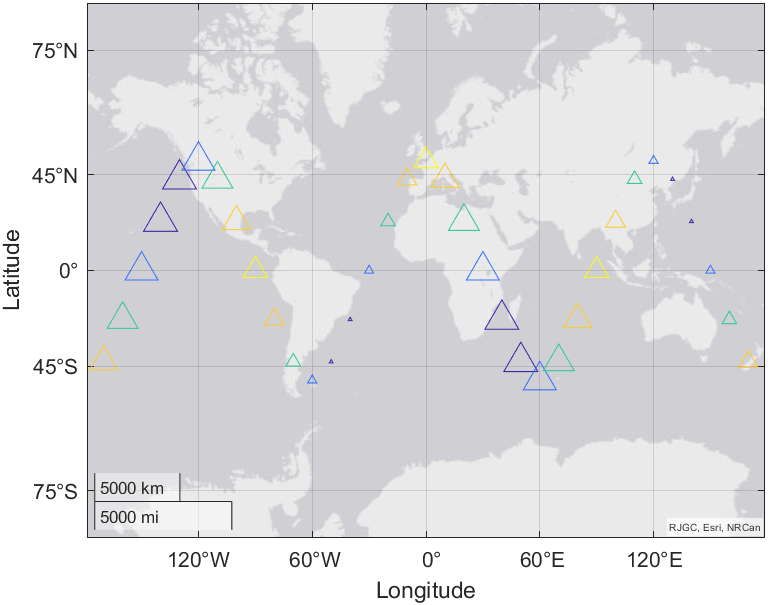 75°N
45°N
0°
45°S
75°S
Latitude
5000 km
5000 mi
RJGC, Esri, NRCan
120°W
60°W
0°
60°E
120°E
Longitude